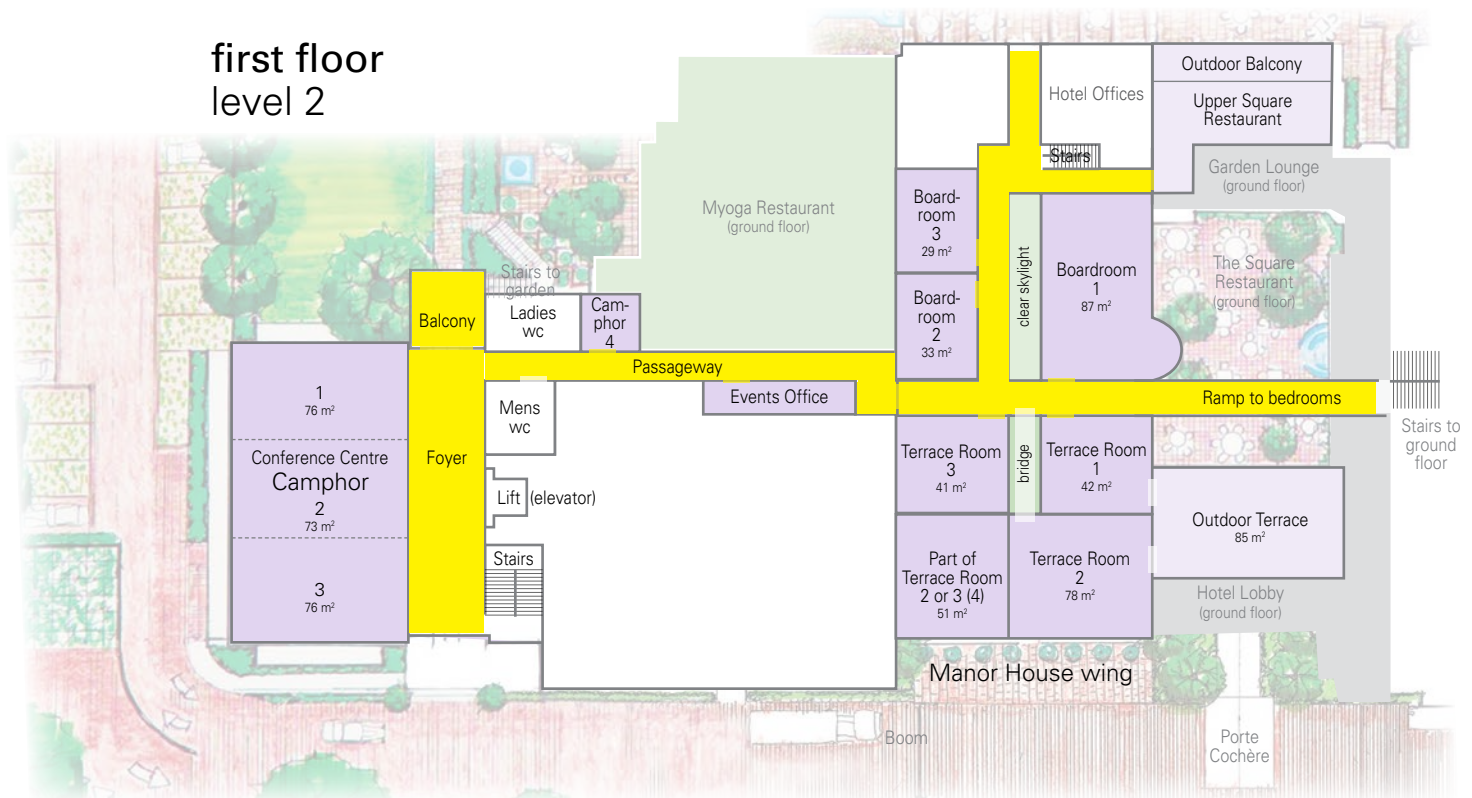 first floor
level 2
Outdoor Balcony
Hotel Offices
Upper Square
Restaurant
Stairs
Garden Lounge
(ground floor)
Board-
room
3
29 m²
Myoga Restaurant
(ground floor)
clear skylight
Boardroom
1
87 m²
The Square
Restaurant
(ground floor)
Stairs to
garden
Balcony
Ladies
wc
Cam-
phor
4
Board-
room
2
33 m²
Passageway
Events Office
Ramp to bedrooms
Stairs to
ground
floor
1
76 m²
Conference Centre
Camphor
2
73 m²
3
76 m²
Foyer
Mens
wc
Lift (elevator)
Stairs
Terrace Room
3
41 m²
bridge
Terrace Room
1
42 m²
Outdoor Terrace
85 m²
Part of
Terrace Room
2 or 3 (4)
51 m²
Terrace Room
2
78 m²
Hotel Lobby
(ground floor)
Manor House wing
Boom
Porte
Cochère